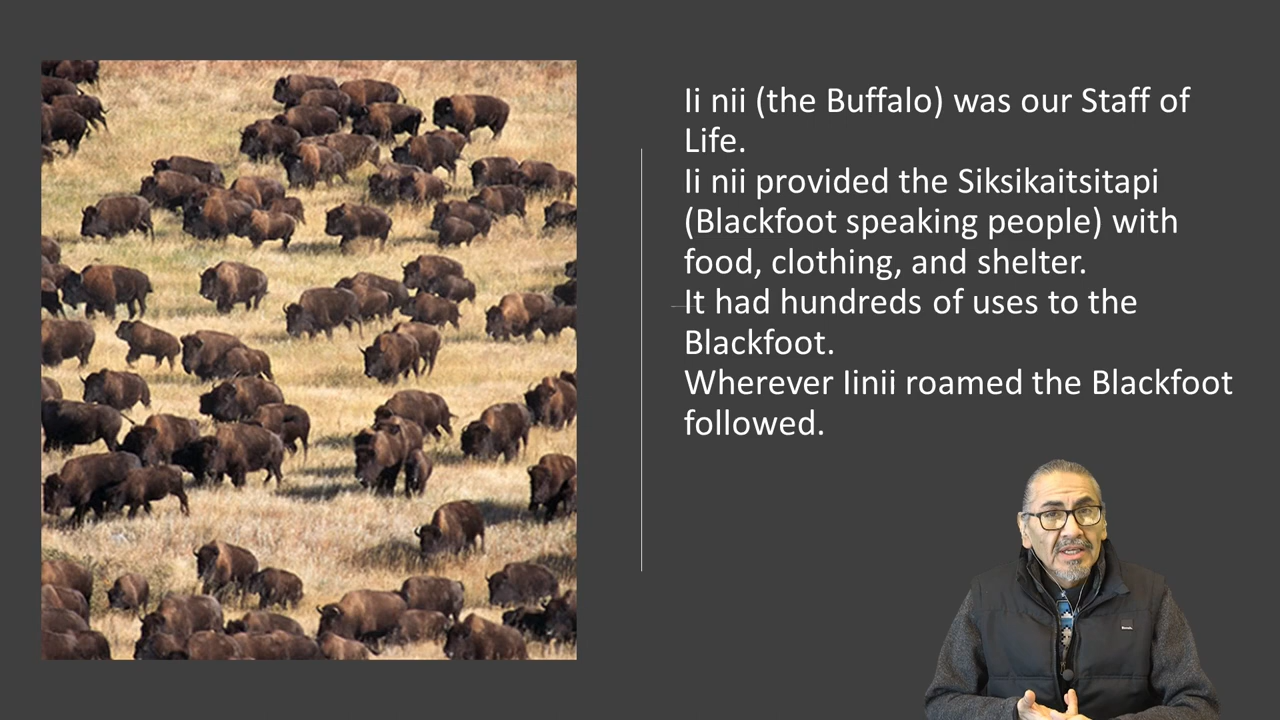 Ii nii (the Buffalo) was our Staff of
Life.
Ii nii provided the Siksikaitsitapi
(Blackfoot speaking people) with
food, clothing, and shelter.
It had hundreds of uses to the
Blackfoot.
Wherever Iinii roamed the Blackfoot
followed.